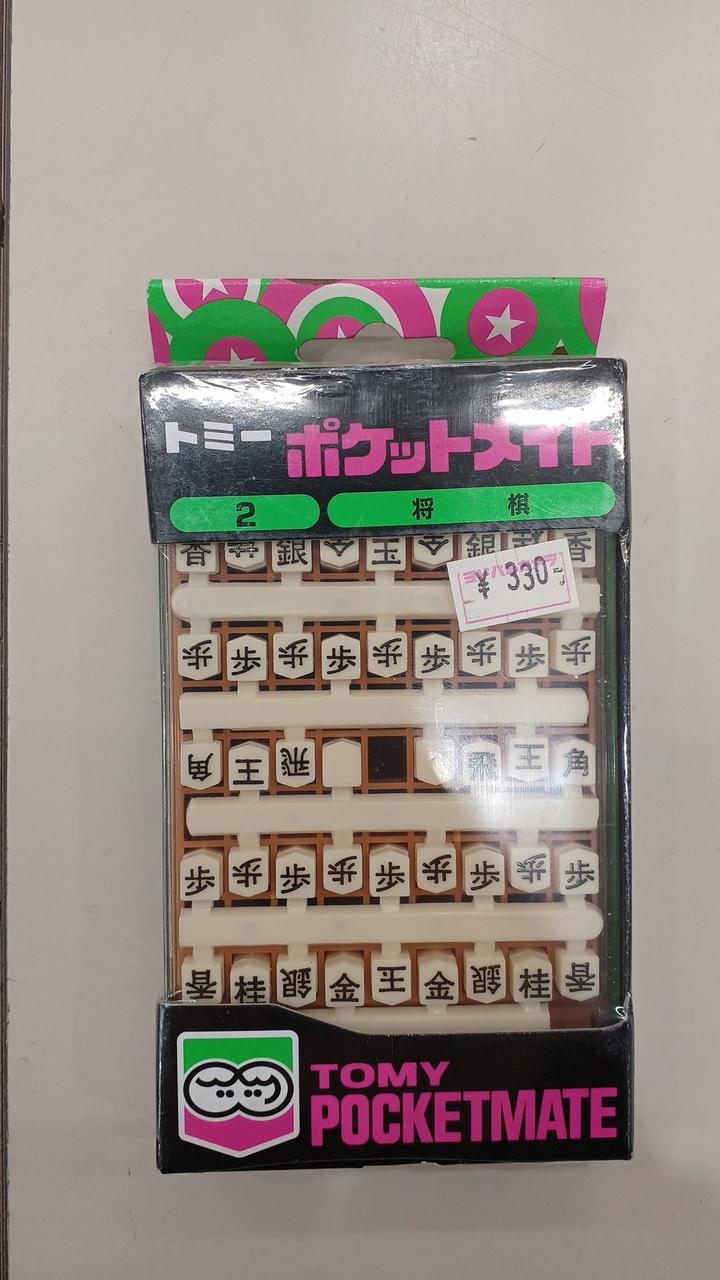 トミー ポケットメイト
2 将棋
香 桂 銀 金 玉 金 銀 香
¥330-
歩 歩 歩 歩 歩 歩 歩 歩 歩
角 王 飛 飛 王 角
歩 歩 歩 歩 歩 歩 歩 歩 歩
香 桂 銀 金 王 金 銀 桂 香
TOMY
POCKETMATE